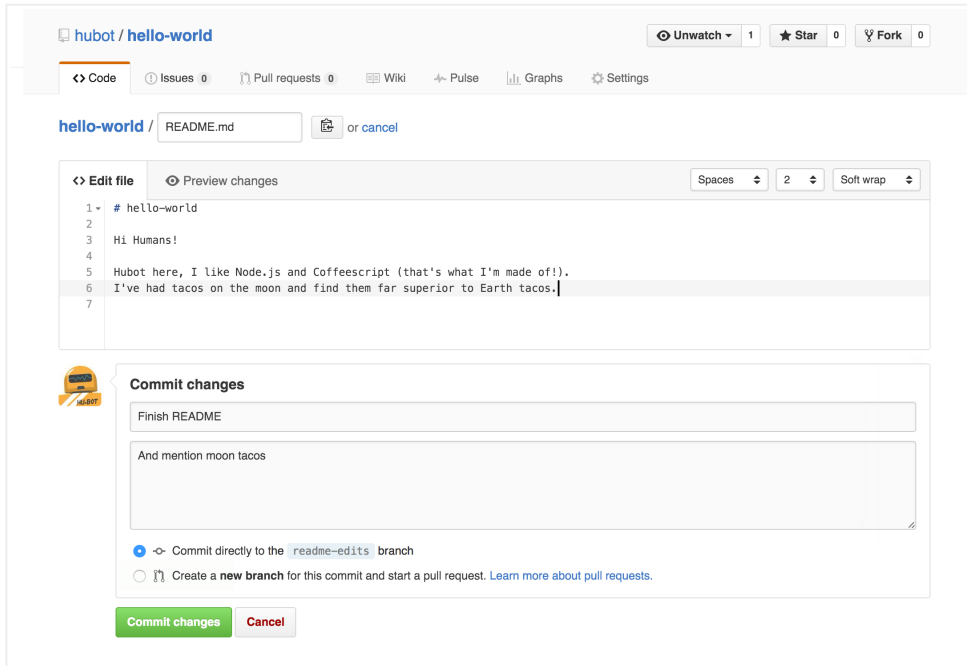 hubot / hello-world
Unwatch 1 Star 0 Fork 0
Code Issues 0 Pull requests 0 Wiki Pulse Graphs Settings
hello-world / README.md or cancel
Edit file Preview changes Spaces 2 Soft wrap
1 # hello-world
2
3 Hi Humans!
4
5 Hubot here, I like Node.js and Coffeescript (that's what I'm made of!).
6 I've had tacos on the moon and find them far superior to Earth tacos.
7
HU-BOT
Commit changes
Finish README
And mention moon tacos
Commit directly to the readme-edits branch
Create a new branch for this commit and start a pull request. Learn more about pull requests.
Commit changes Cancel